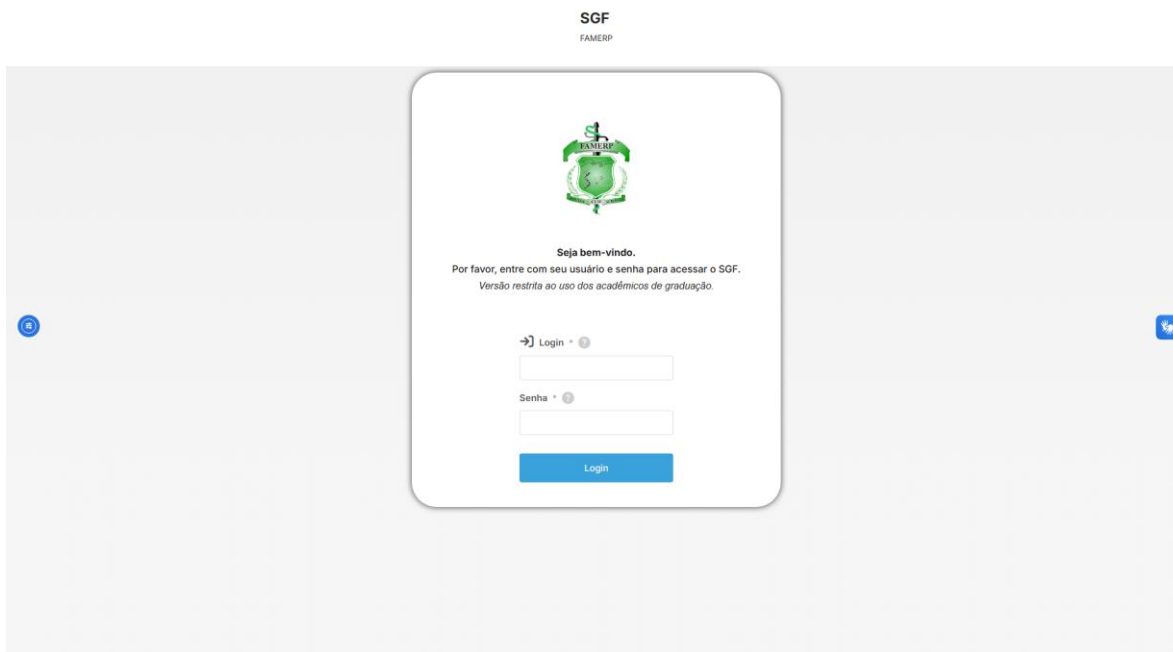 SGF
FAMERP
FAMERP
Seja bem-vindo.
Por favor, entre com seu usuário e senha para acessar o SGF.
Versão restrita ao uso dos acadêmicos de graduação.
Login * ?
Senha * ?
Login